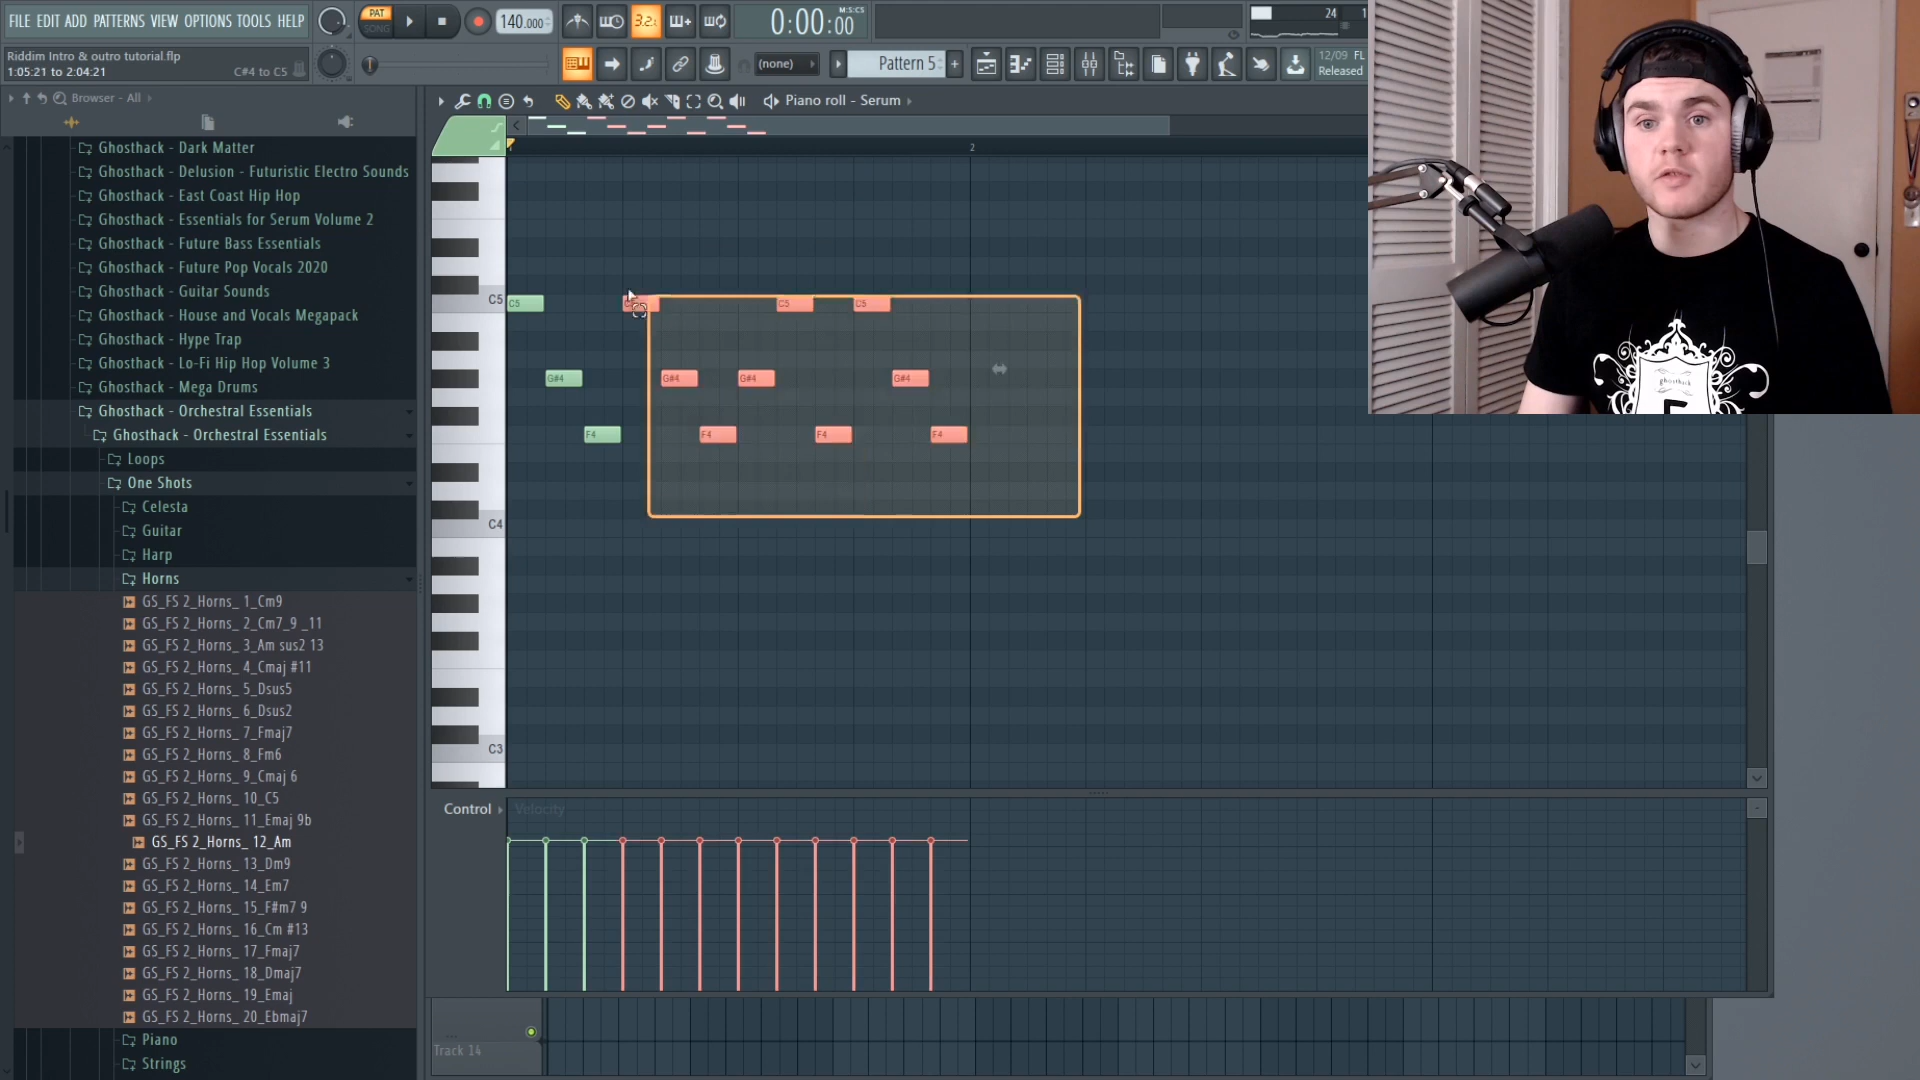 FILE EDIT ADD PATTERNS VIEW OPTIONS TOOLS HELP
PAT
SONG
140.000
3.2.
0:00:00
M:S:CS
24
Riddim Intro & outro tutorial.flp
1:05:21 to 2:04:21
C#4 to C5
(none)
Pattern 5
12/09 FL
Released
Browser - All
Piano roll - Serum
Ghosthack - Dark Matter
Ghosthack - Delusion - Futuristic Electro Sounds
Ghosthack - East Coast Hip Hop
Ghosthack - Essentials for Serum Volume 2
Ghosthack - Future Bass Essentials
Ghosthack - Future Pop Vocals 2020
Ghosthack - Guitar Sounds
Ghosthack - House and Vocals Megapack
Ghosthack - Hype Trap
Ghosthack - Lo-Fi Hip Hop Volume 3
Ghosthack - Mega Drums
Ghosthack - Orchestral Essentials
Ghosthack - Orchestral Essentials
Loops
One Shots
Celesta
Guitar
Harp
Horns
GS_FS 2_Horns_ 1_Cm9
GS_FS 2_Horns_ 2_Cm7_9 _11
GS_FS 2_Horns_ 3_Am sus2 13
GS_FS 2_Horns_ 4_Cmaj #11
GS_FS 2_Horns_ 5_Dsus5
GS_FS 2_Horns_ 6_Dsus2
GS_FS 2_Horns_ 7_Fmaj7
GS_FS 2_Horns_ 8_Fm6
GS_FS 2_Horns_ 9_Cmaj 6
GS_FS 2_Horns_ 10_C5
GS_FS 2_Horns_ 11_Emaj 9b
GS_FS 2_Horns_ 12_Am
GS_FS 2_Horns_ 13_Dm9
GS_FS 2_Horns_ 14_Em7
GS_FS 2_Horns_ 15_F#m7 9
GS_FS 2_Horns_ 16_Cm #13
GS_FS 2_Horns_ 17_Fmaj7
GS_FS 2_Horns_ 18_Dmaj7
GS_FS 2_Horns_ 19_Emaj
GS_FS 2_Horns_ 20_Ebmaj7
Piano
Strings
2
C5
C5
C5
C5
G#4
G#4
G#4
G#4
F4
F4
F4
F4
C4
C3
Control
Velocity
Track 14
ghosthack